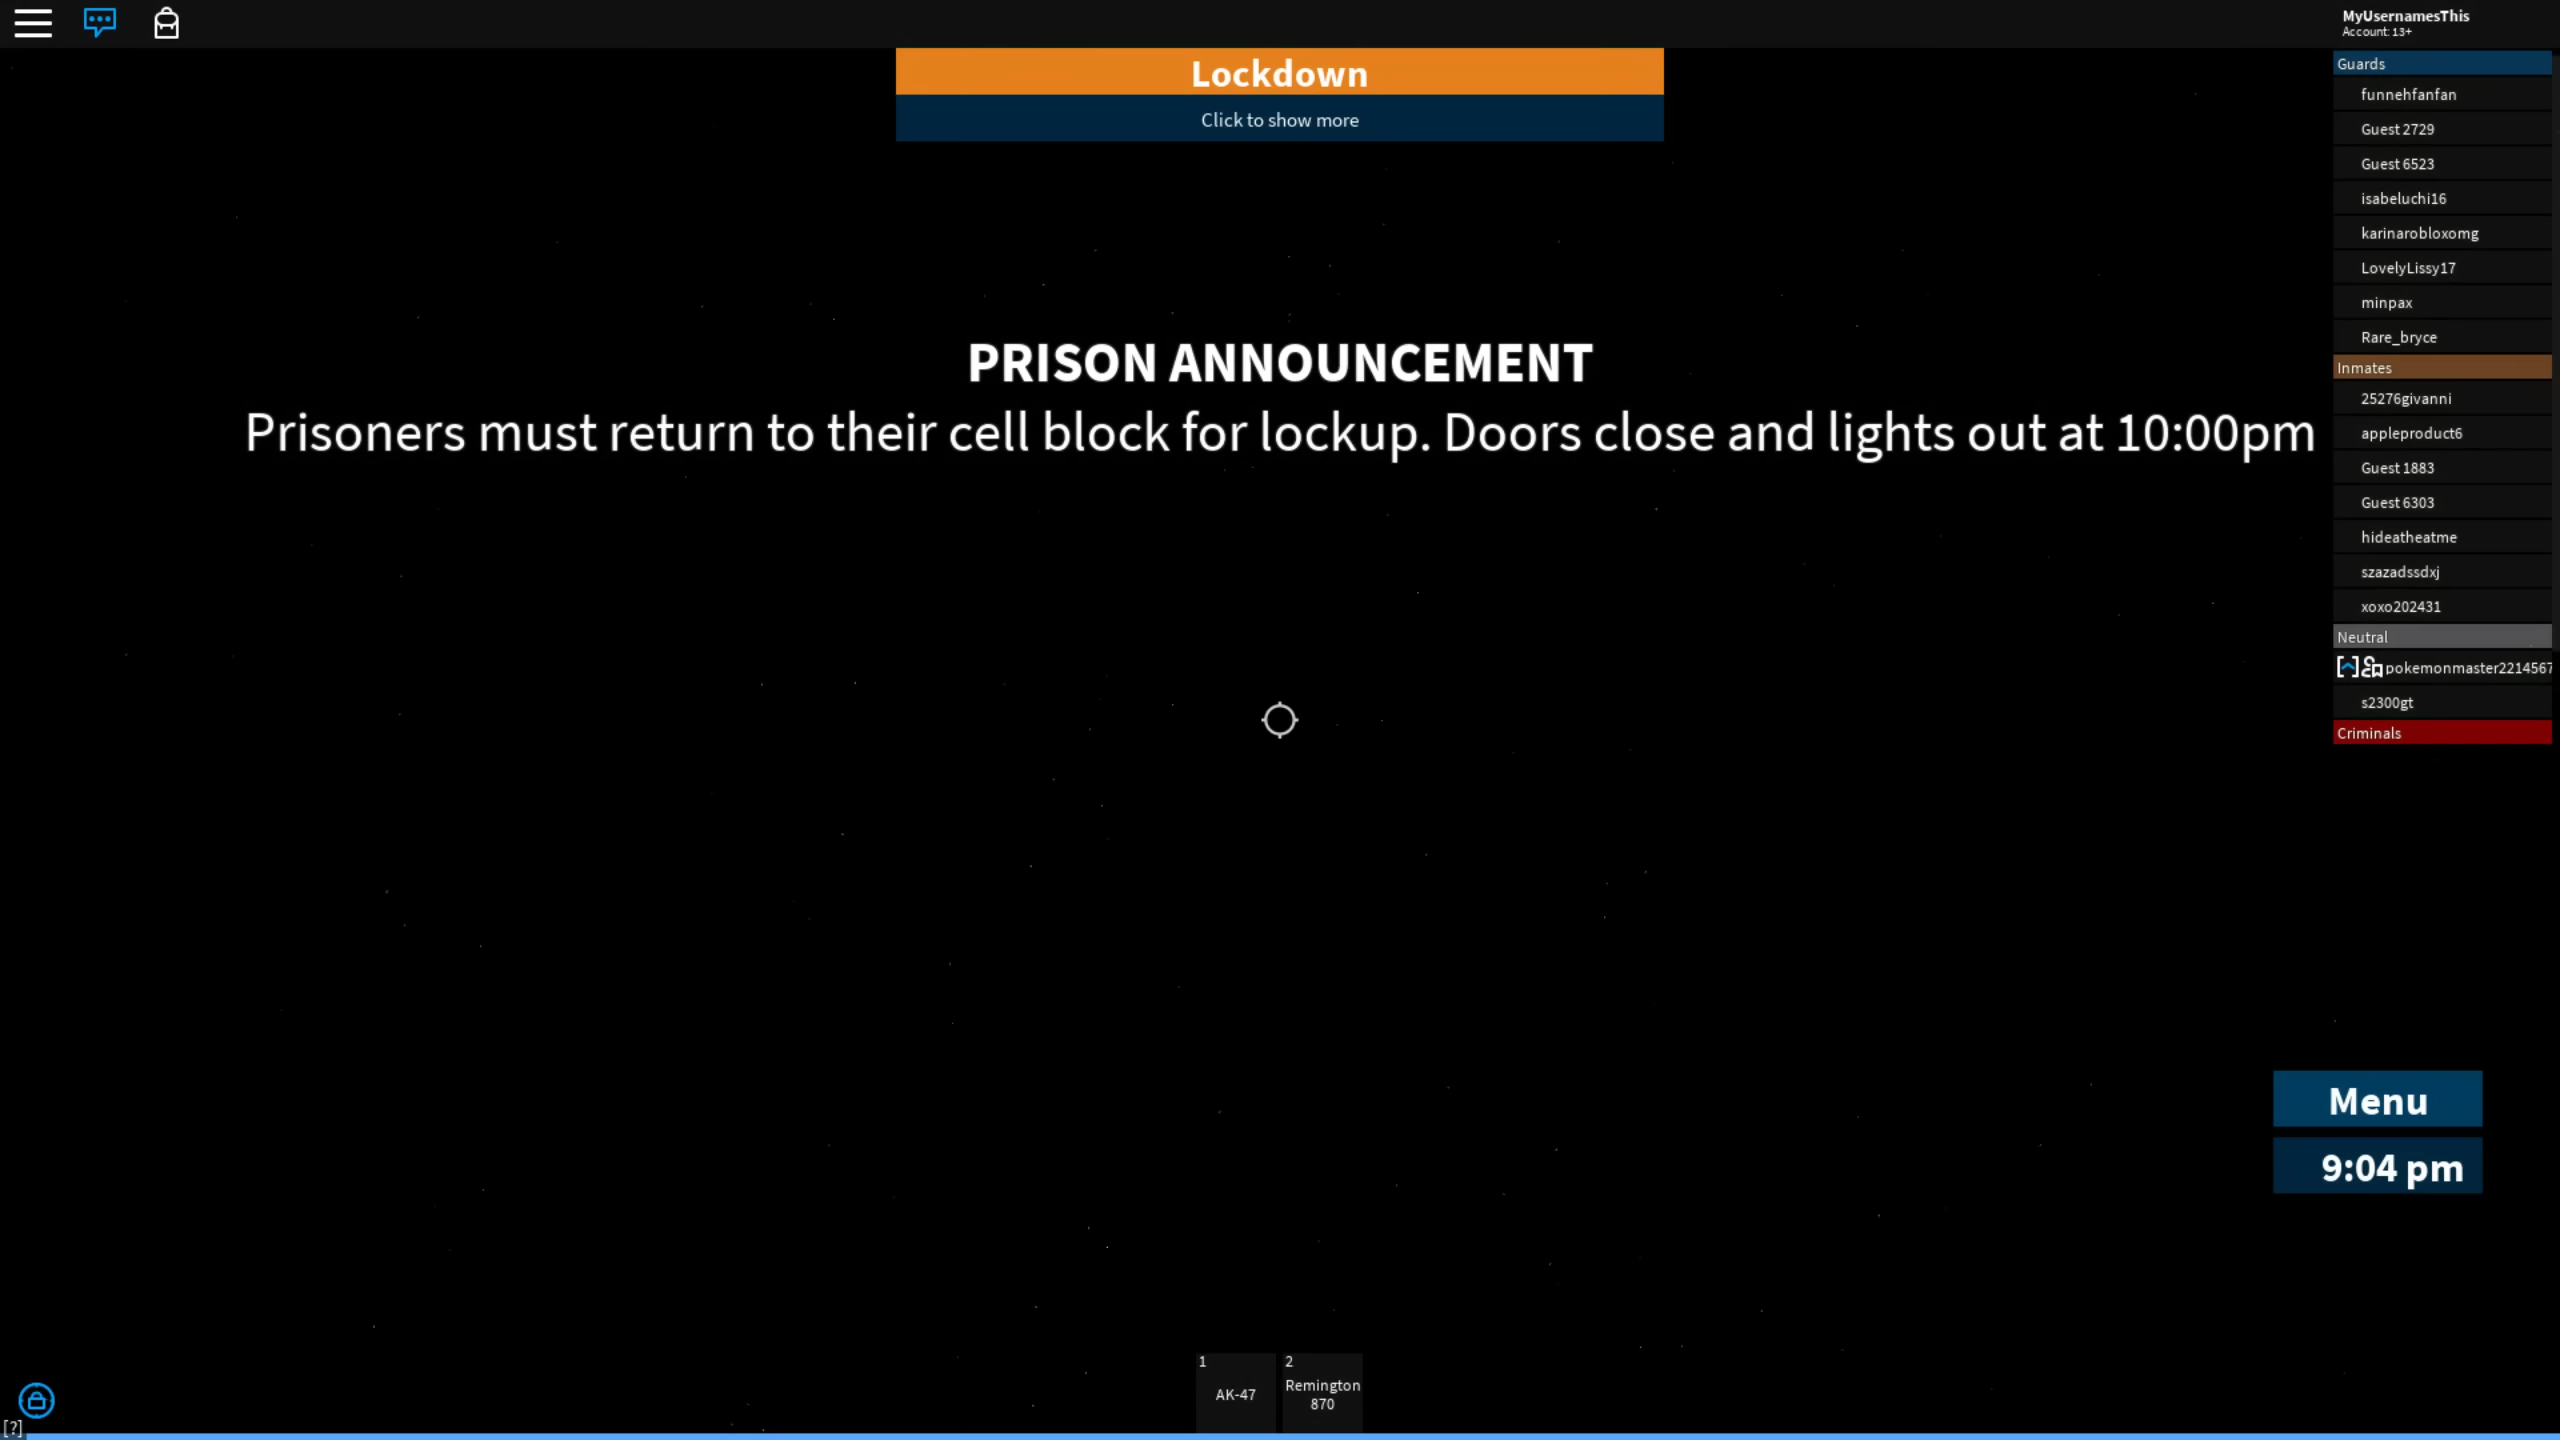 MyUsernamesThis
Account: 13+
Lockdown
Click to show more
PRISON ANNOUNCEMENT
Prisoners must return to their cell block for lockup. Doors close and lights out at 10:00pm
Guards
funnehfanfan
Guest 2729
Guest 6523
isabeluchi16
karinarobloxomg
LovelyLissy17
minpax
Rare_bryce
Inmates
25276givanni
appleproduct6
Guest 1883
Guest 6303
hideatheatme
szazadssdxj
xoxo202431
Neutral
pokemonmaster2214567
s2300gt
Criminals
Menu
9:04 pm
1
AK-47
2
Remington
870
[?]